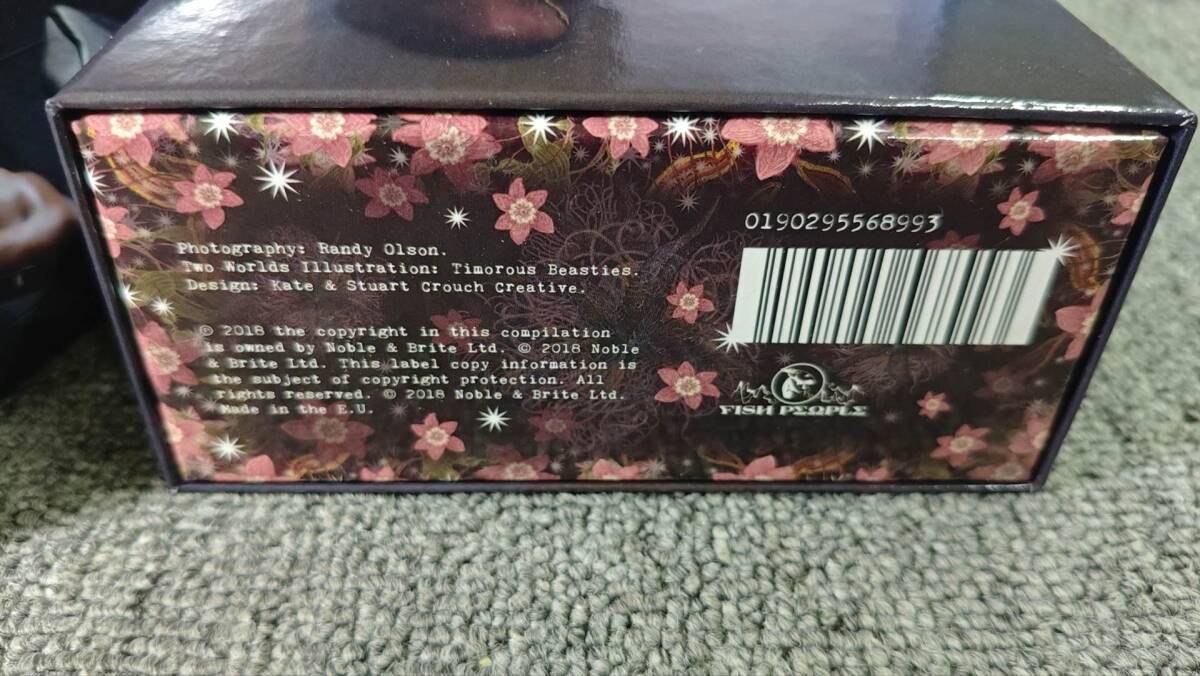 Photography: Randy Olson.
Two Worlds Illustration: Timorous Beasties.
Design: Kate & Stuart Crouch Creative.
© 2018 the copyright in this compilation
is owned by Noble & Brite Ltd. © 2018 Noble
& Brite Ltd. This label copy information is
the subject of copyright protection. All
rights reserved. © 2018 Noble & Brite Ltd.
Made in the E.U.
0190295568993
FISH PEOPLE